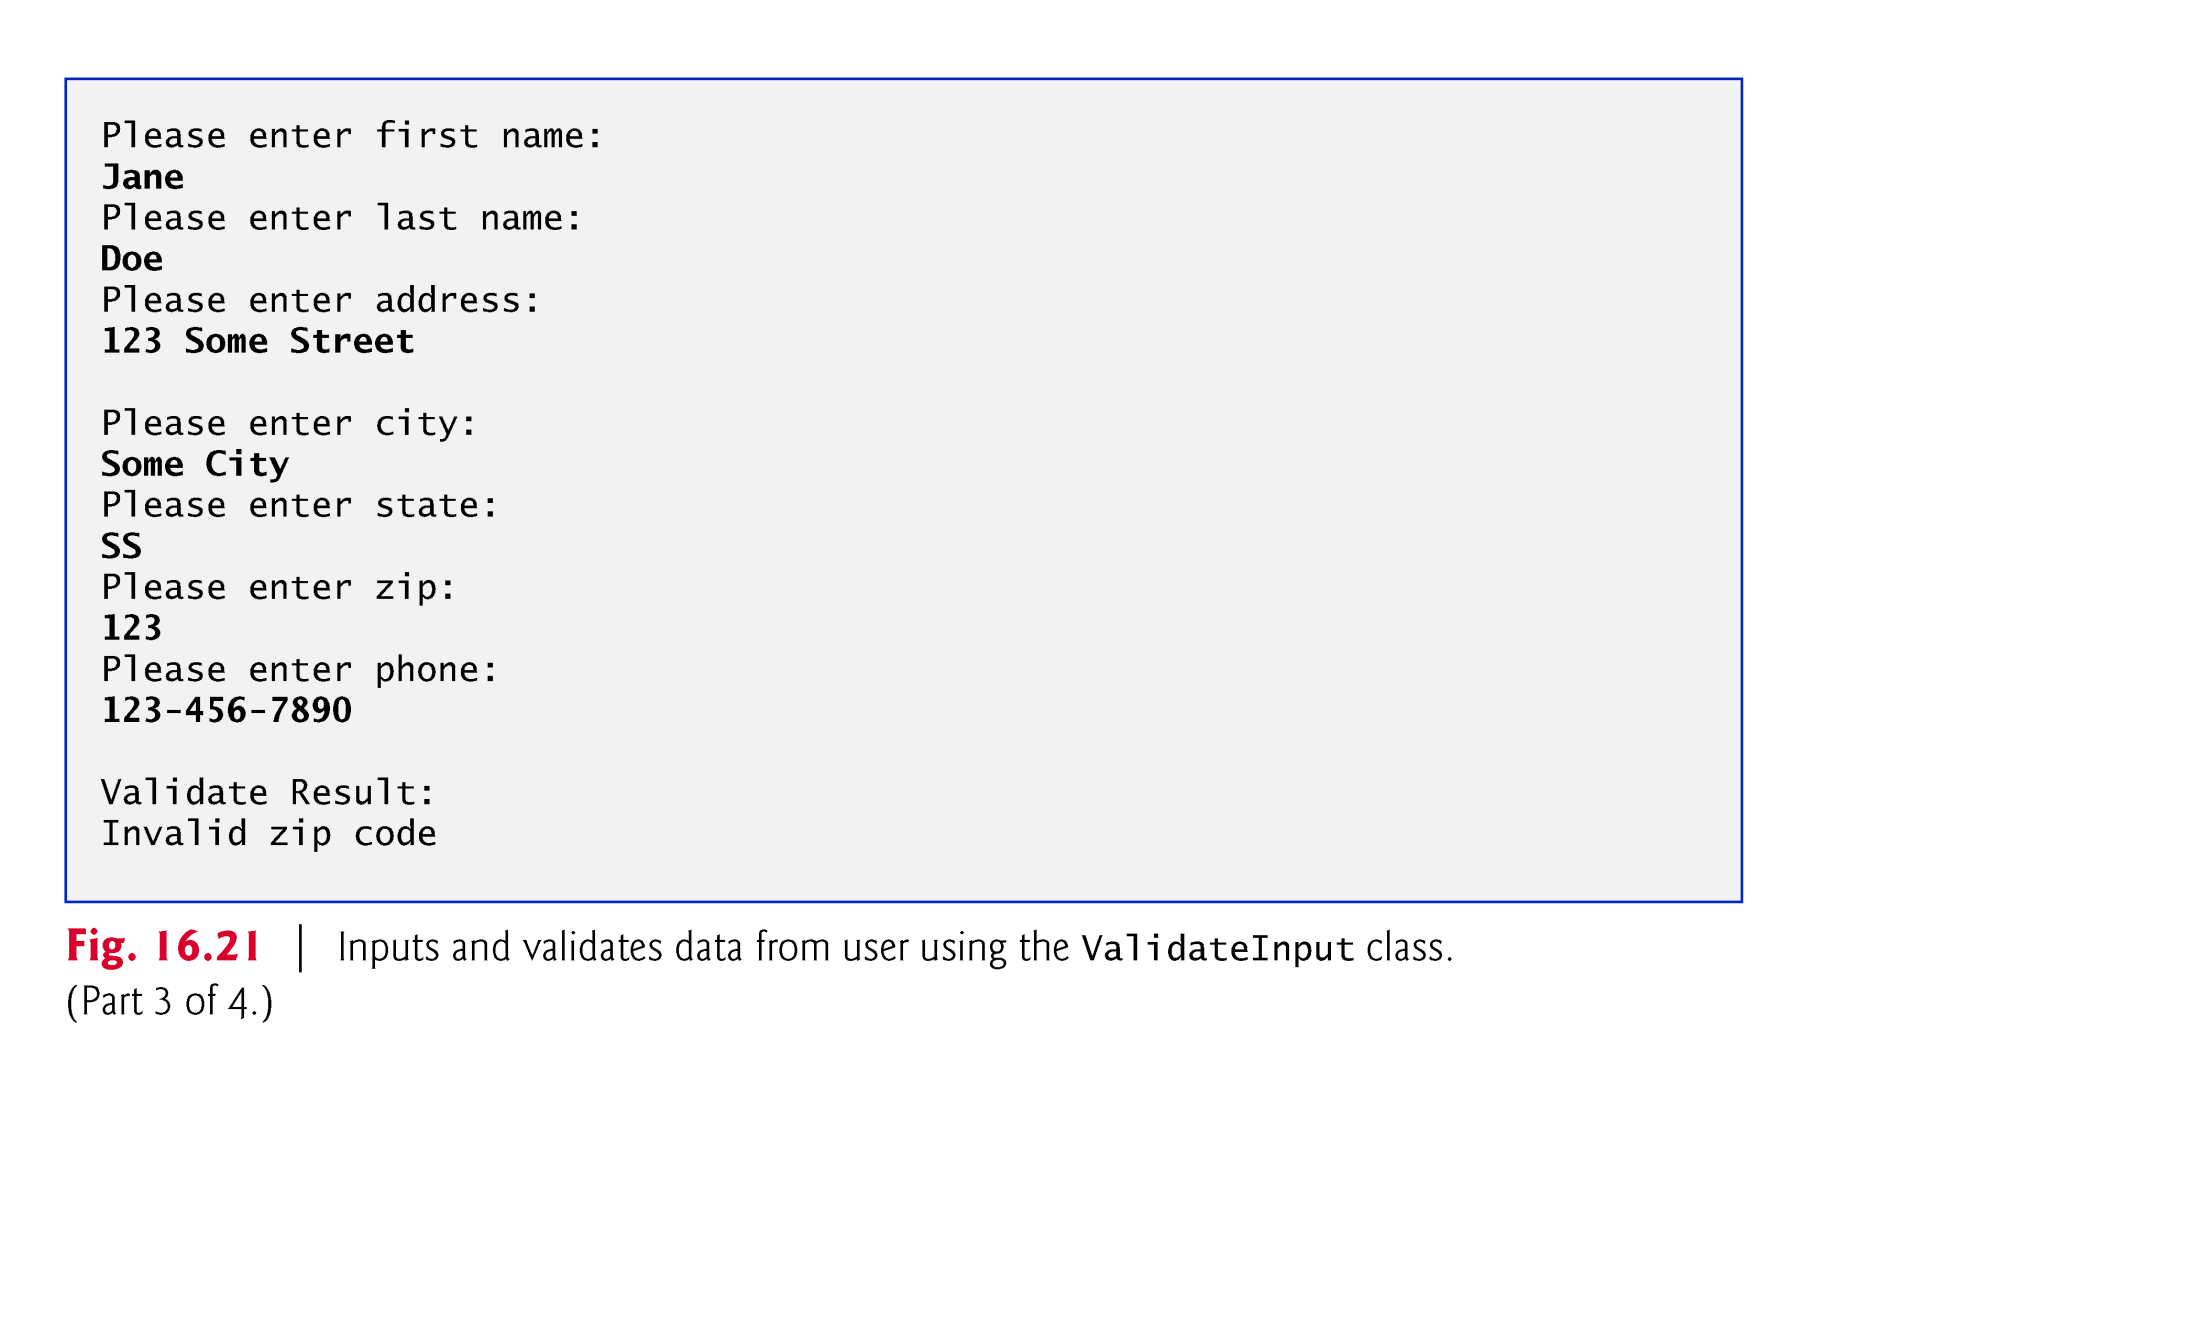 Please enter first name:
Jane
Please enter last name:
Doe
Please enter address:
123 Some Street
Please enter city:
Some City
Please enter state:
SS
Please enter zip:
123
Please enter phone:
123-456-7890
Validate Result:
Invalid zip code
Fig. 16.21 | Inputs and validates data from user using the ValidateInput class.
(Part 3 of 4.)